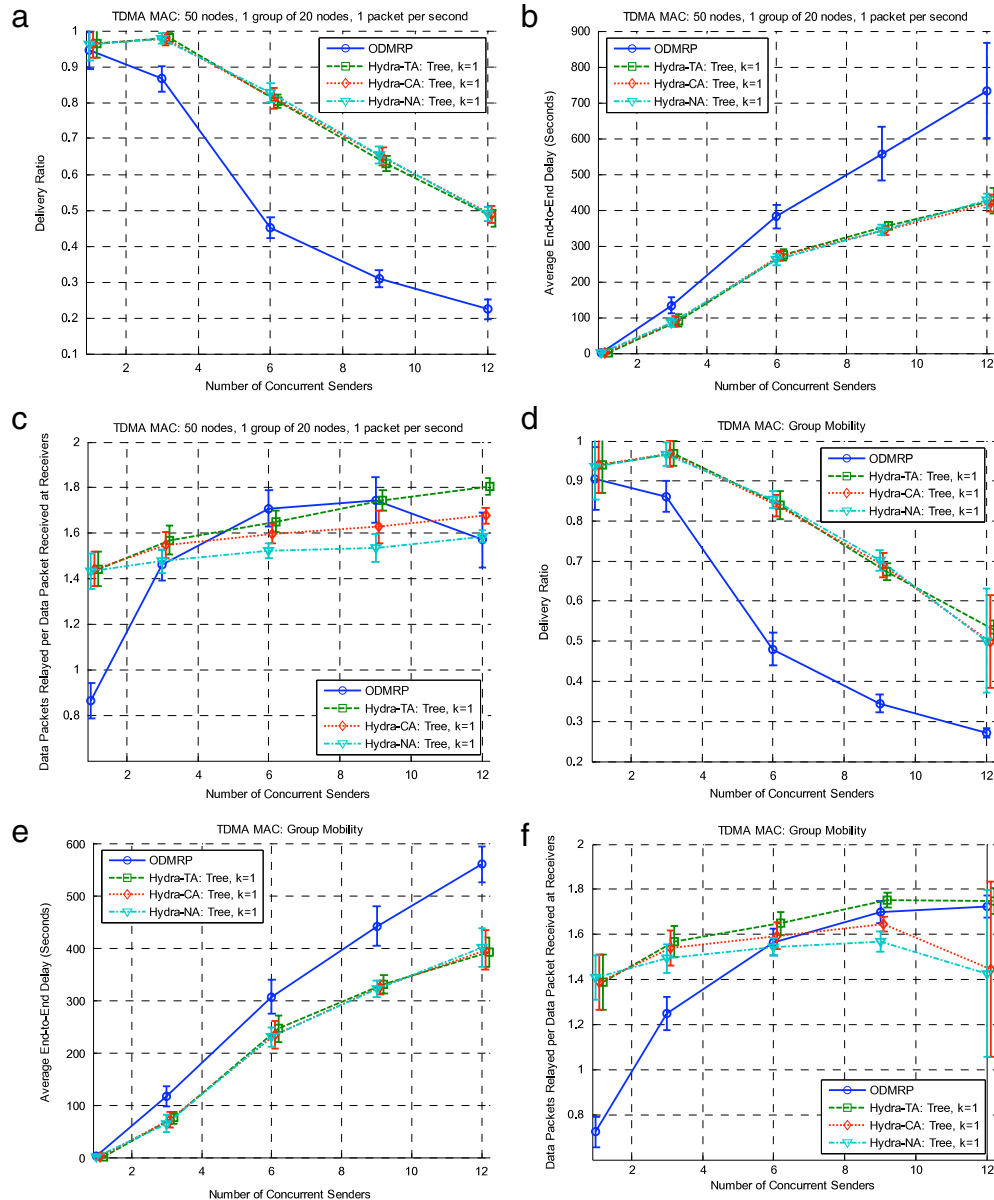 a
TDMA MAC: 50 nodes, 1 group of 20 nodes, 1 packet per second
1
0.9
0.8
0.7
0.6
0.5
0.4
0.3
0.2
0.1
Delivery Ratio
ODMRP
Hydra-TA: Tree, k=1
Hydra-CA: Tree, k=1
Hydra-NA: Tree, k=1
2 4 6 8 10 12
Number of Concurrent Senders
b
TDMA MAC: 50 nodes, 1 group of 20 nodes, 1 packet per second
900
800
700
600
500
400
300
200
100
0
Average End-to-End Delay (Seconds)
ODMRP
Hydra-TA: Tree, k=1
Hydra-CA: Tree, k=1
Hydra-NA: Tree, k=1
2 4 6 8 10 12
Number of Concurrent Senders
c
TDMA MAC: 50 nodes, 1 group of 20 nodes, 1 packet per second
2
1.8
1.6
1.4
1.2
1
0.8
Data Packets Relayed per Data Packet Received at Receivers
ODMRP
Hydra-TA: Tree, k=1
Hydra-CA: Tree, k=1
Hydra-NA: Tree, k=1
2 4 6 8 10 12
Number of Concurrent Senders
d
TDMA MAC: Group Mobility
1
0.9
0.8
0.7
0.6
0.5
0.4
0.3
0.2
Delivery Ratio
ODMRP
Hydra-TA: Tree, k=1
Hydra-CA: Tree, k=1
Hydra-NA: Tree, k=1
2 4 6 8 10 12
Number of Concurrent Senders
e
TDMA MAC: Group Mobility
600
500
400
300
200
100
0
Average End-to-End Delay (Seconds)
ODMRP
Hydra-TA: Tree, k=1
Hydra-CA: Tree, k=1
Hydra-NA: Tree, k=1
2 4 6 8 10 12
Number of Concurrent Senders
f
TDMA MAC: Group Mobility
2
1.8
1.6
1.4
1.2
1
0.8
Data Packets Relayed per Data Packet Received at Receivers
ODMRP
Hydra-TA: Tree, k=1
Hydra-CA: Tree, k=1
Hydra-NA: Tree, k=1
2 4 6 8 10 12
Number of Concurrent Senders